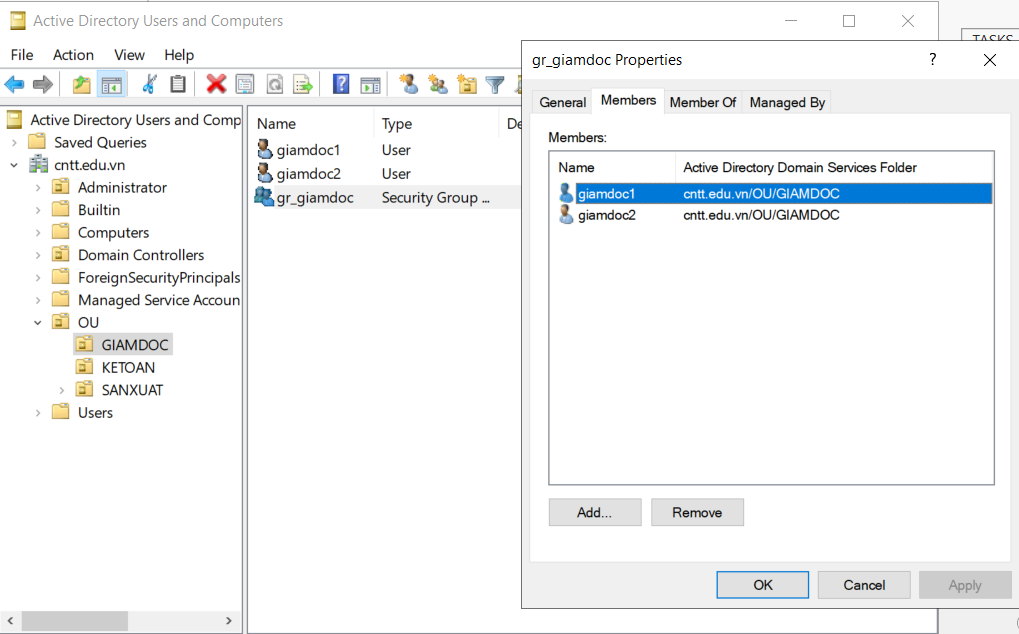 Active Directory Users and Computers
File Action View Help
TASKS
Active Directory Users and Comp
Saved Queries
cntt.edu.vn
Administrator
Builtin
Computers
Domain Controllers
ForeignSecurityPrincipals
Managed Service Accoun
OU
GIAMDOC
KETOAN
SANXUAT
Users
Name Type De
giamdoc1 User
giamdoc2 User
gr_giamdoc Security Group ...
gr_giamdoc Properties
?
General Members Member Of Managed By
Members:
Name Active Directory Domain Services Folder
giamdoc1 cntt.edu.vn/OU/GIAMDOC
giamdoc2 cntt.edu.vn/OU/GIAMDOC
Add... Remove
OK Cancel Apply